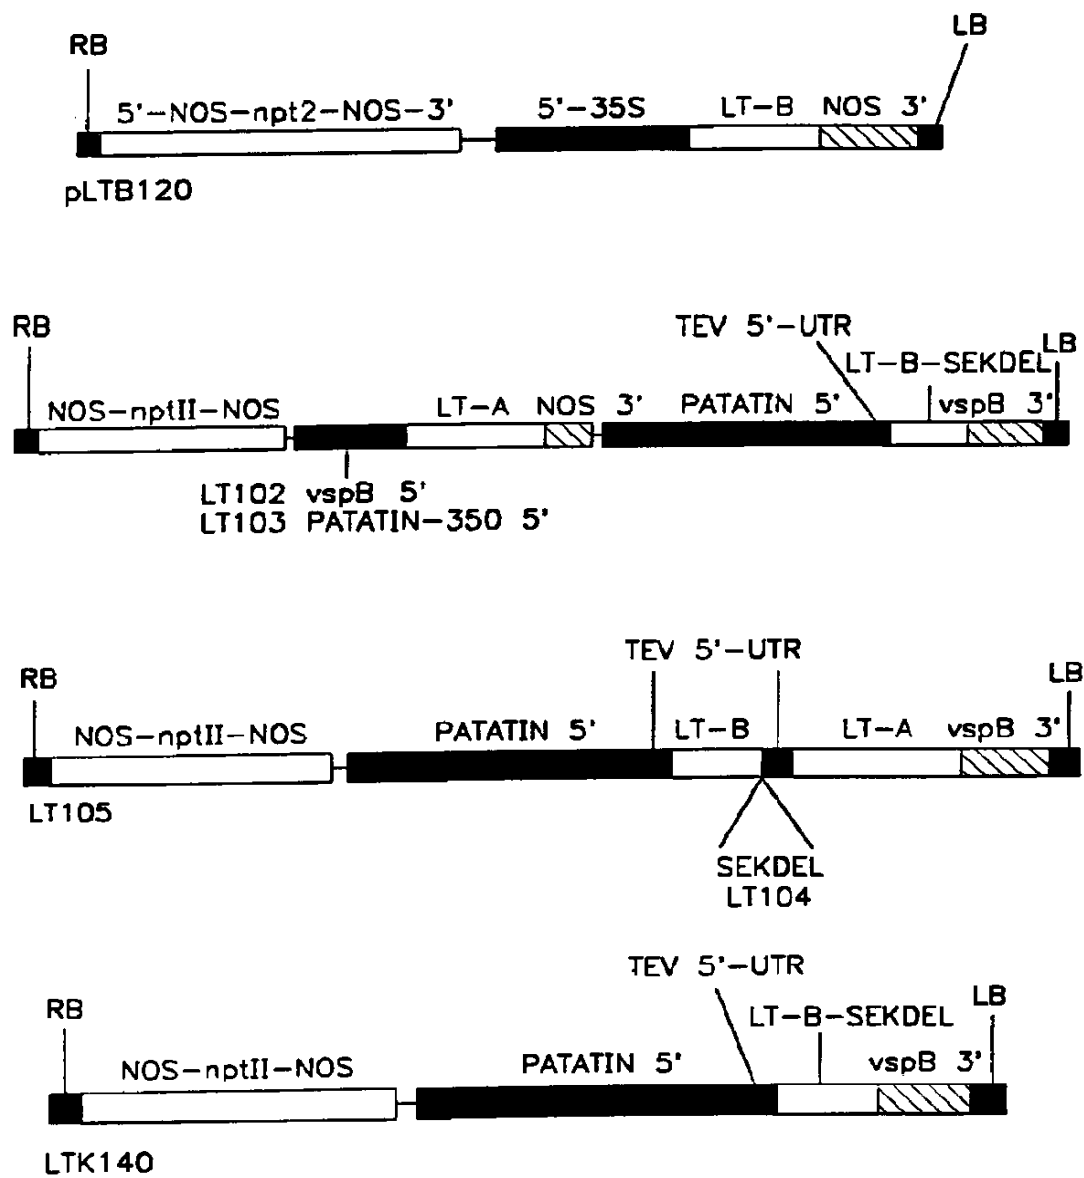 RB
LB
5'-NOS-npt2-NOS-3' 5'-35S LT-B NOS 3'
pLTB120
RB
TEV 5'-UTR
LB
LT-B-SEKDEL
NOS-nptII-NOS LT-A NOS 3' PATATIN 5' vspB 3'
LT102 vspB 5'
LT103 PATATIN-350 5'
TEV 5'-UTR
RB
LB
NOS-nptII-NOS PATATIN 5' LT-B LT-A vspB 3'
LT105
SEKDEL
LT104
TEV 5'-UTR
RB
LB
LT-B-SEKDEL
NOS-nptII-NOS PATATIN 5' vspB 3'
LTK140